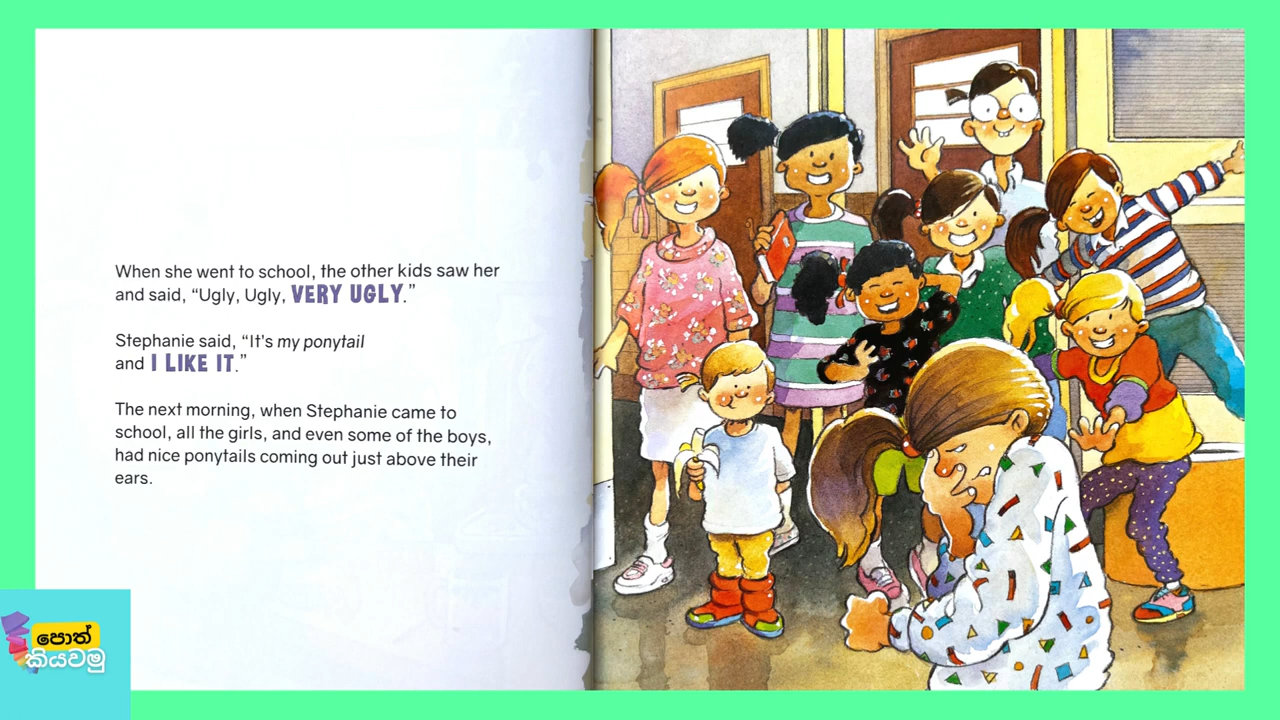 When she went to school, the other kids saw her
and said, “Ugly, Ugly, VERY UGLY.”
Stephanie said, “It’s my ponytail
and I LIKE IT.”
The next morning, when Stephanie came to
school, all the girls, and even some of the boys,
had nice ponytails coming out just above their
ears.
පොත්
කියවමු